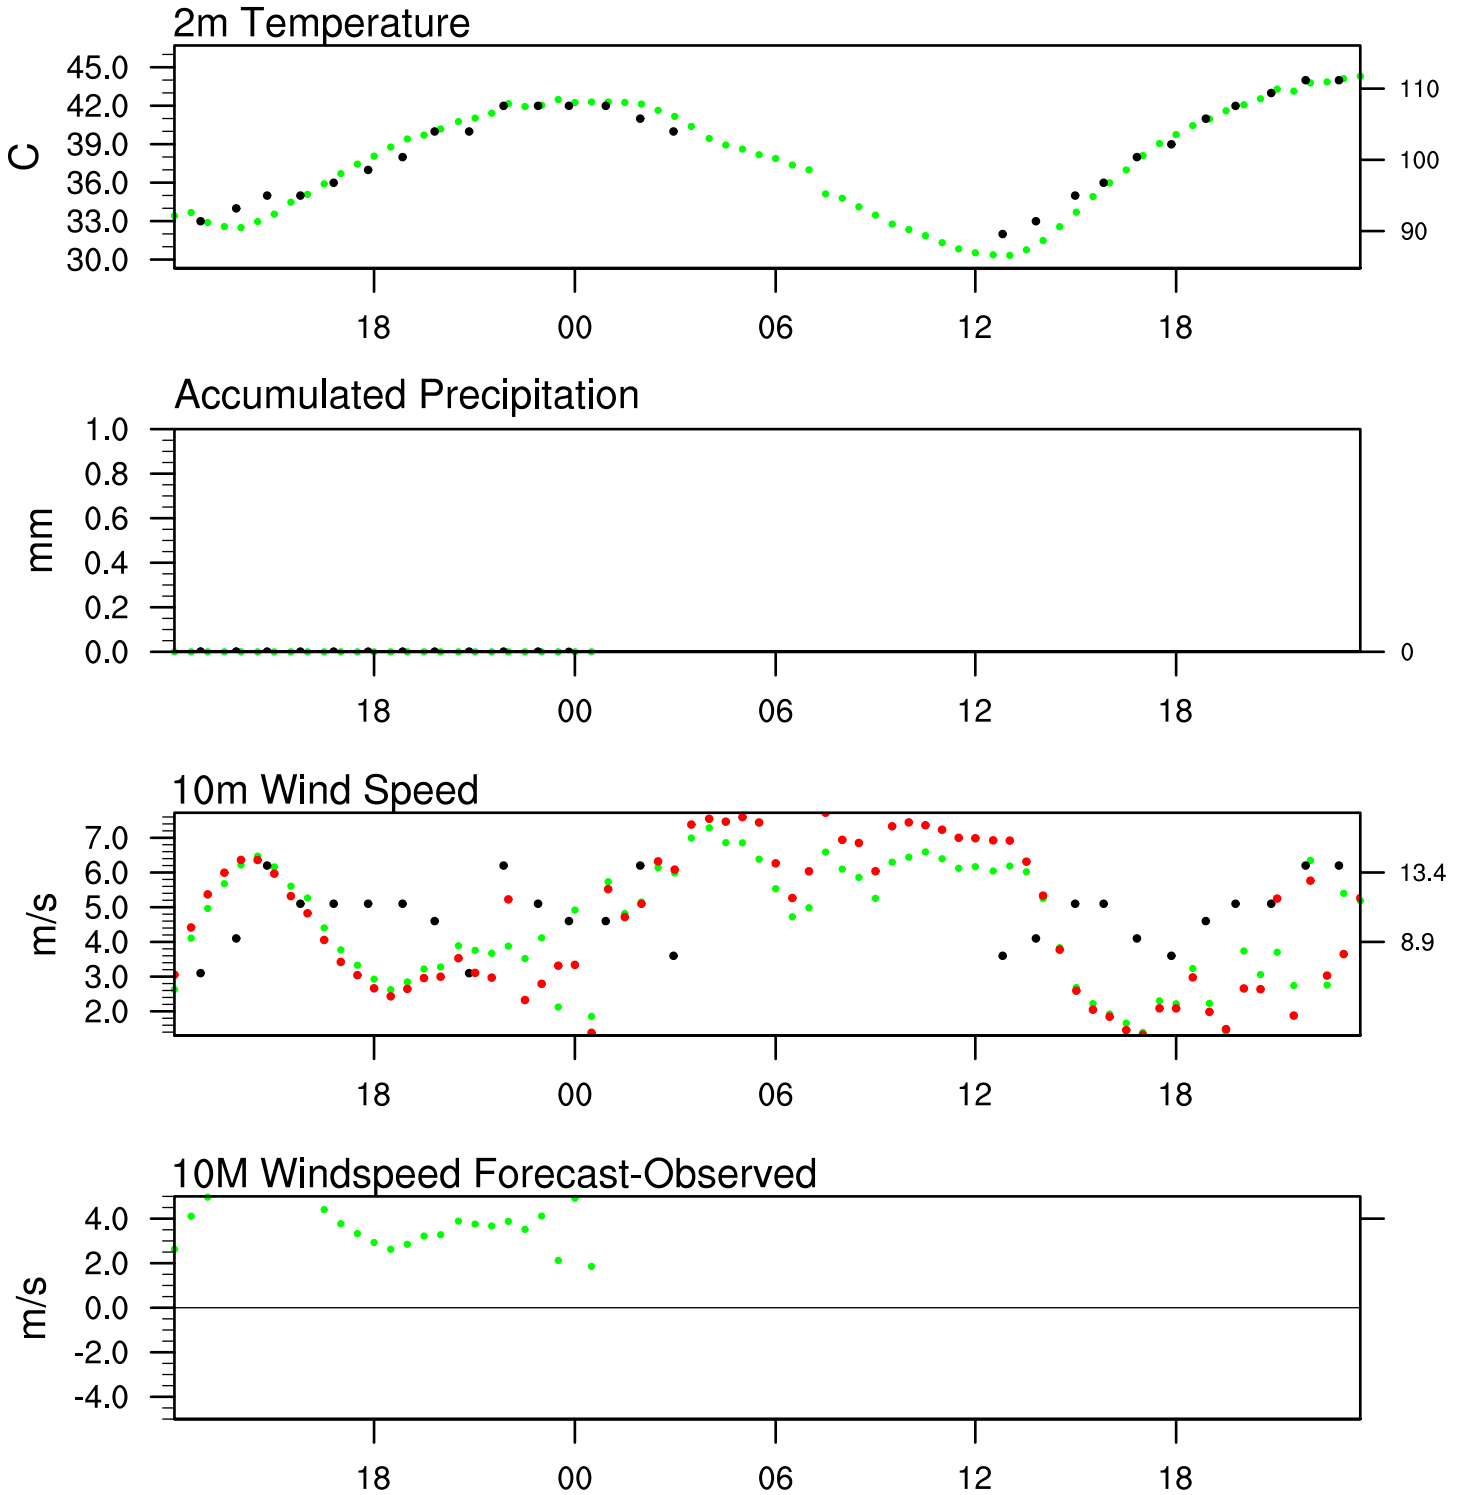 2m Temperature
45.0
42.0
39.0
36.0
33.0
30.0
C
110
100
90
18 00 06 12 18
Accumulated Precipitation
1.0
0.8
0.6
0.4
0.2
0.0
mm
0
18 00 06 12 18
10m Wind Speed
7.0
6.0
5.0
4.0
3.0
2.0
m/s
13.4
8.9
18 00 06 12 18
10M Windspeed Forecast-Observed
4.0
2.0
0.0
-2.0
-4.0
m/s
18 00 06 12 18